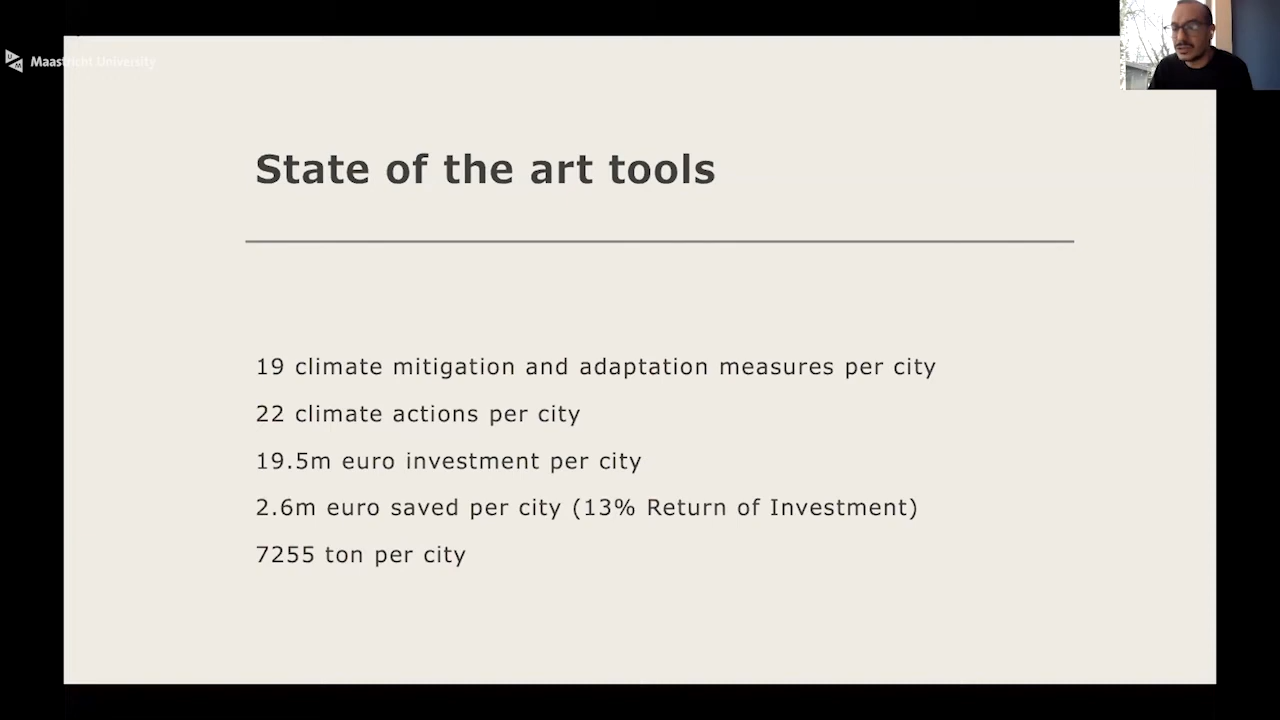 Maastricht University
State of the art tools
19 climate mitigation and adaptation measures per city
22 climate actions per city
19.5m euro investment per city
2.6m euro saved per city (13% Return of Investment)
7255 ton per city